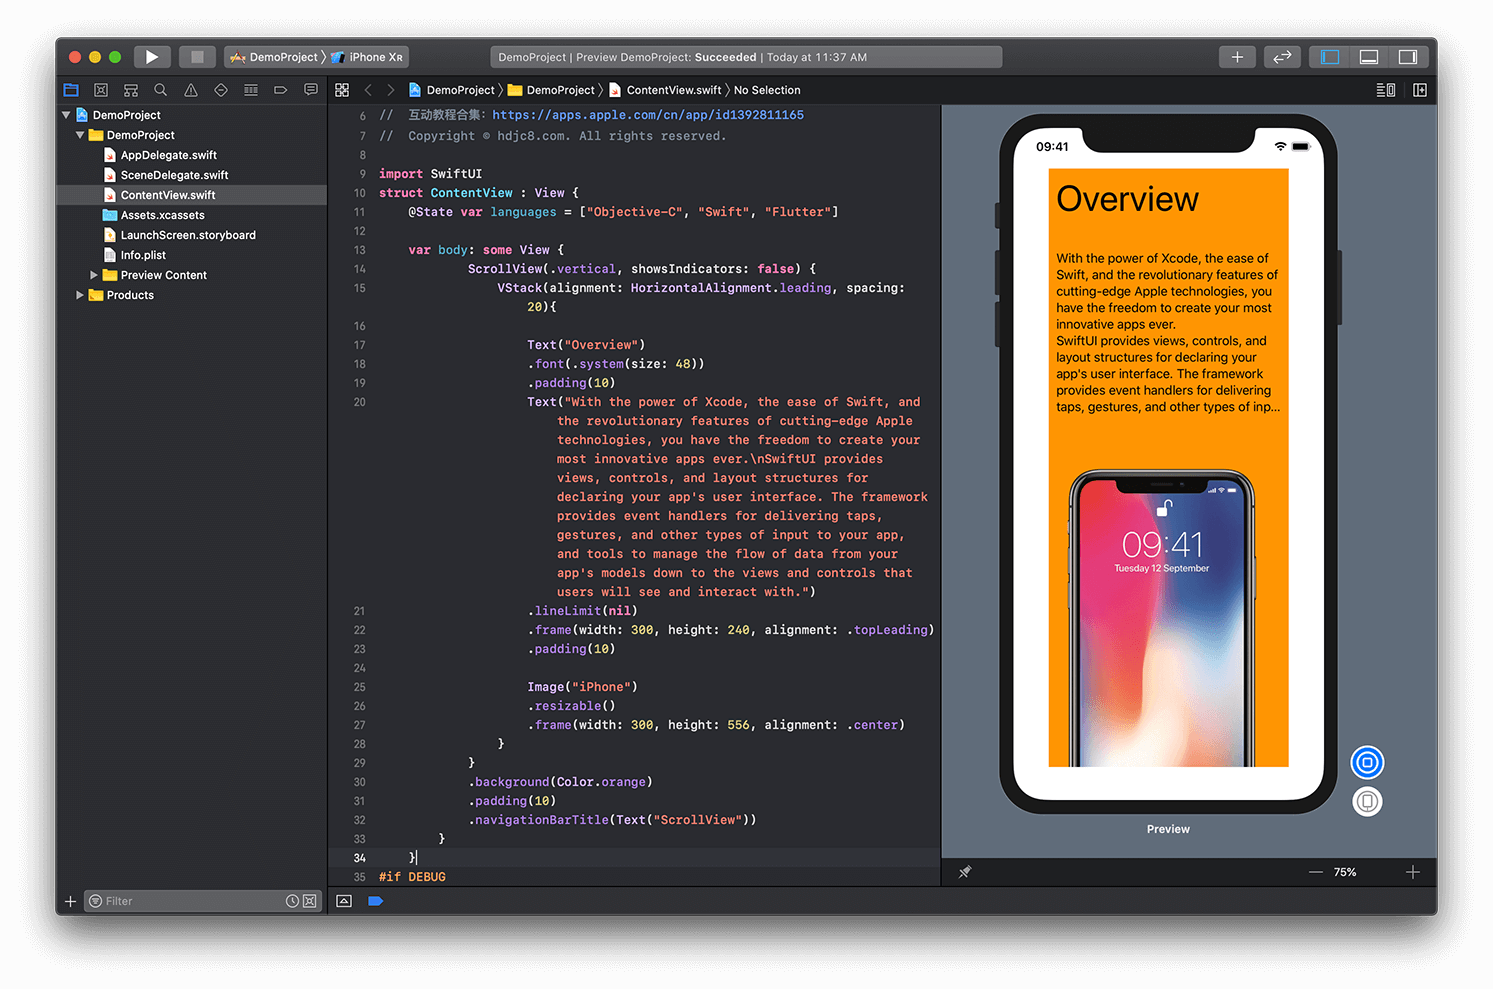 DemoProject
iPhone XR
DemoProject | Preview DemoProject: Succeeded | Today at 11:37 AM
DemoProject
DemoProject
ContentView.swift
No Selection
DemoProject
DemoProject
AppDelegate.swift
SceneDelegate.swift
ContentView.swift
Assets.xcassets
LaunchScreen.storyboard
Info.plist
Preview Content
Products
Filter
6 // 互动教程合集: https://apps.apple.com/cn/app/id1392811165
7 // Copyright © hdjc8.com. All rights reserved.
8
9 import SwiftUI
10 struct ContentView : View {
11 @State var languages = ["Objective-C", "Swift", "Flutter"]
12
13 var body: some View {
14 ScrollView(.vertical, showsIndicators: false) {
15 VStack(alignment: HorizontalAlignment.leading, spacing:
20){
16
17 Text("Overview")
18 .font(.system(size: 48))
19 .padding(10)
20 Text("With the power of Xcode, the ease of Swift, and
the revolutionary features of cutting-edge Apple
technologies, you have the freedom to create your
most innovative apps ever.\nSwiftUI provides
views, controls, and layout structures for
declaring your app's user interface. The framework
provides event handlers for delivering taps,
gestures, and other types of input to your app,
and tools to manage the flow of data from your
app's models down to the views and controls that
users will see and interact with.")
21 .lineLimit(nil)
22 .frame(width: 300, height: 240, alignment: .topLeading)
23 .padding(10)
24
25 Image("iPhone")
26 .resizable()
27 .frame(width: 300, height: 556, alignment: .center)
28 }
29 }
30 .background(Color.orange)
31 .padding(10)
32 .navigationBarTitle(Text("ScrollView"))
33 }
34 }
35 #if DEBUG
09:41
Overview
With the power of Xcode, the ease of
Swift, and the revolutionary features of
cutting-edge Apple technologies, you
have the freedom to create your most
innovative apps ever.
SwiftUI provides views, controls, and
layout structures for declaring your
app's user interface. The framework
provides event handlers for delivering
taps, gestures, and other types of inp...
09:41
Tuesday 12 September
Preview
75%